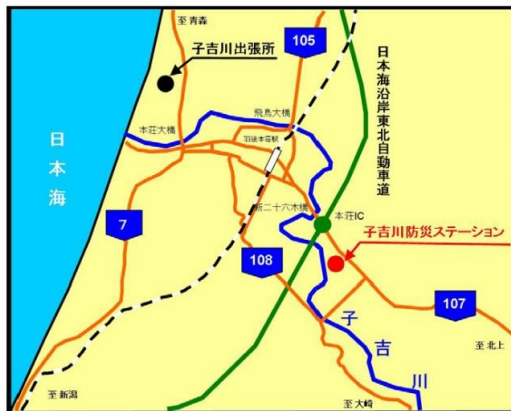 至青森
子吉川出張所
105
日本海沿岸東北自動車道
飛鳥大橋
本荘大橋
羽後本荘駅
日本海
新二十六木橋
本荘IC
7
子吉川防災ステーション
108
107
子吉川
至北上
至新潟
至大崎